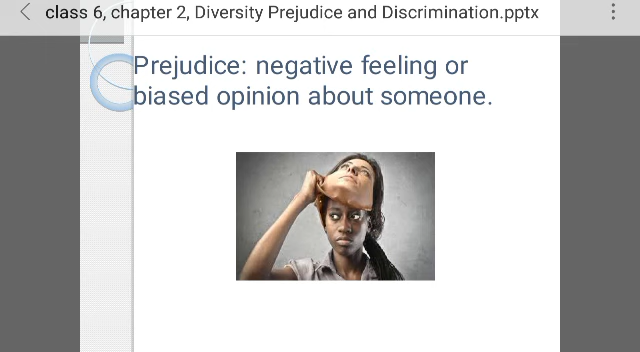 class 6, chapter 2, Diversity Prejudice and Discrimination.pptx
Prejudice: negative feeling or
biased opinion about someone.